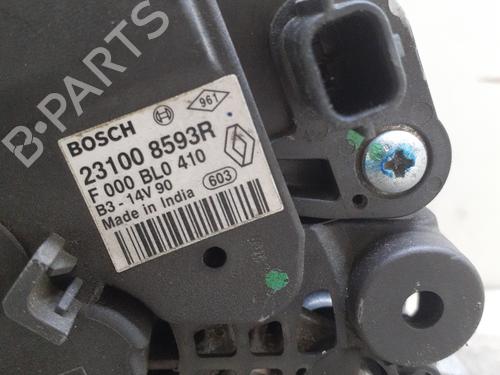 961
BOSCH
23100 8593R
F 000 BL0 410
B3 - 14V 90
603
Made in India
B-PARTS